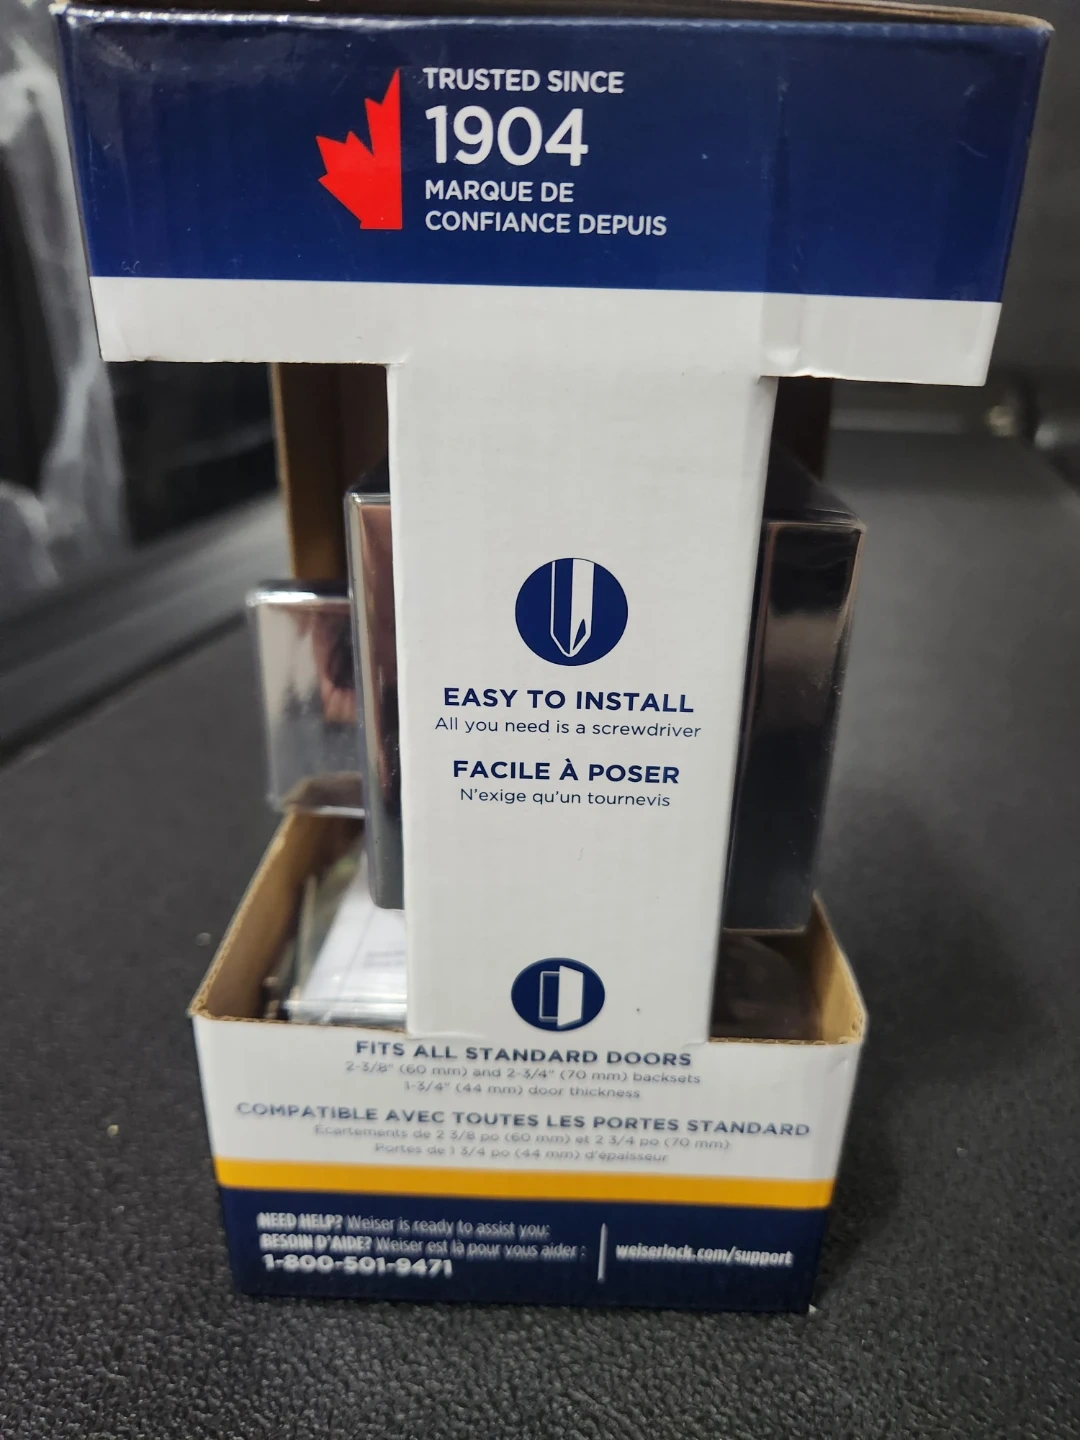 TRUSTED SINCE
1904
MARQUE DE
CONFIANCE DEPUIS
EASY TO INSTALL
All you need is a screwdriver
FACILE À POSER
N'exige qu'un tournevis
FITS ALL STANDARD DOORS
2-3/8" (60 mm) and 2-3/4" (70 mm) backsets
1-3/4" (44 mm) door thickness
COMPATIBLE AVEC TOUTES LES PORTES STANDARD
Écartements de 2 3/8 po (60 mm) et 2 3/4 po (70 mm)
Portes de 1 3/4 po (44 mm) d'épaisseur
NEED HELP? Weiser is ready to assist you:
BESOIN D'AIDE? Weiser est là pour vous aider :
1-800-501-9471
weiserlock.com/support